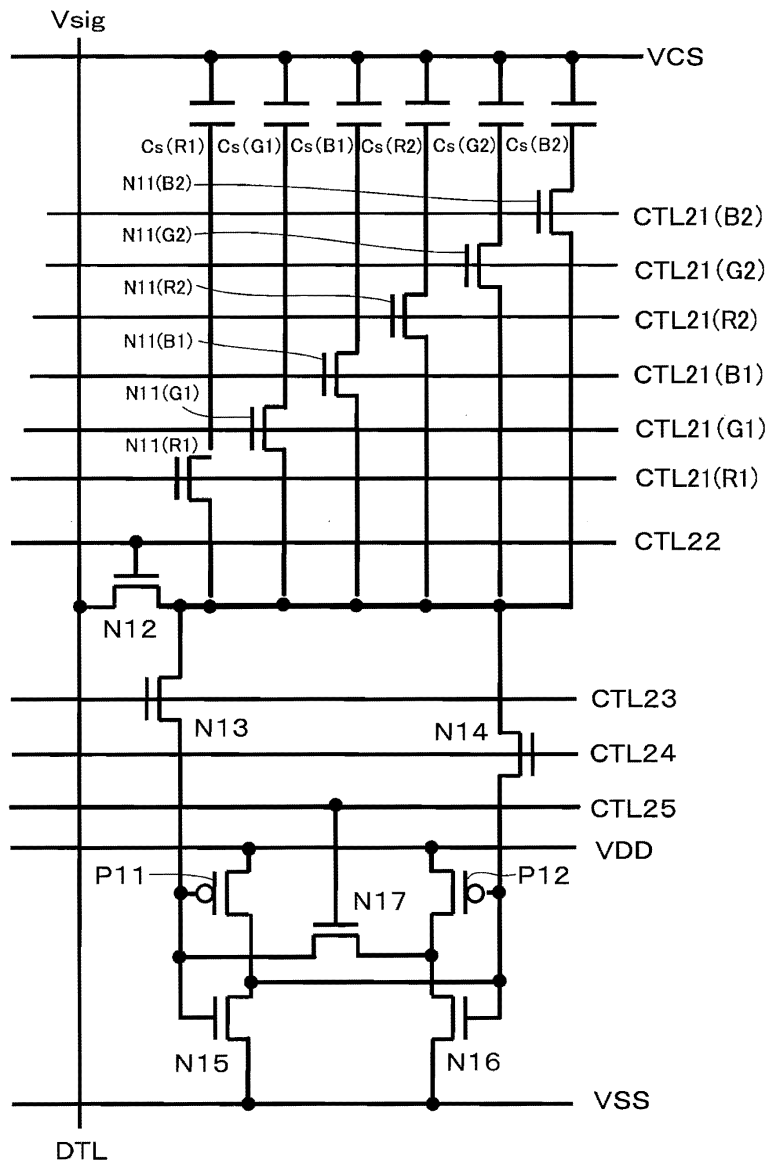 Vsig
VCS
Cs(R1) Cs(G1) Cs(B1) Cs(R2) Cs(G2) Cs(B2)
N11(B2)
CTL21(B2)
N11(G2)
CTL21(G2)
N11(R2)
CTL21(R2)
N11(B1)
CTL21(B1)
N11(G1)
CTL21(G1)
N11(R1)
CTL21(R1)
CTL22
N12
CTL23
N13
N14
CTL24
CTL25
VDD
P11
P12
N17
N15
N16
VSS
DTL